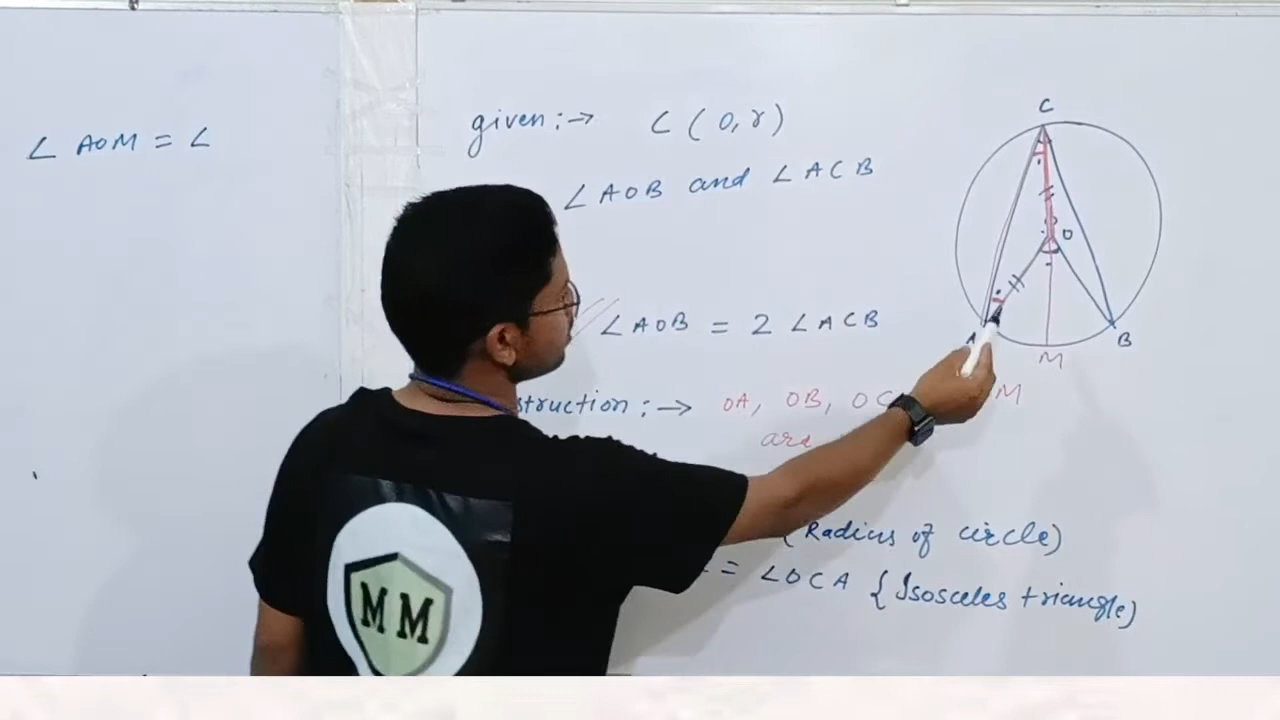 ∠ AOM = ∠
given :→ C ( O, r )
∠ AOB and ∠ ACB
∠AOB = 2 ∠ACB
struction :→ OA, OB, OC M
are
(Radius of circle)
= ∠OCA {Isosceles triangle)
C
O
A
B
M
MM